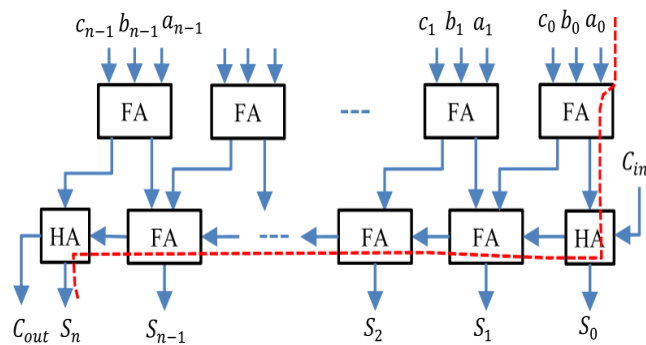 c_{n-1} b_{n-1} a_{n-1} c_1 b_1 a_1 c_0 b_0 a_0
FA FA FA FA
C_{in}
HA FA FA FA HA
C_{out} S_n S_{n-1} S_2 S_1 S_0